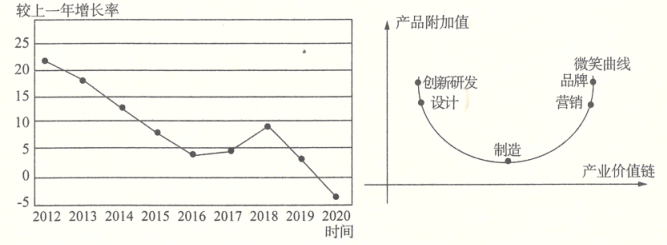 较上一年增长率
25
20
15
10
5
0
-5
2012 2013 2014 2015 2016 2017 2018 2019 2020
时间
产品附加值
微笑曲线
创新研发
品牌
设计
营销
制造
产业价值链